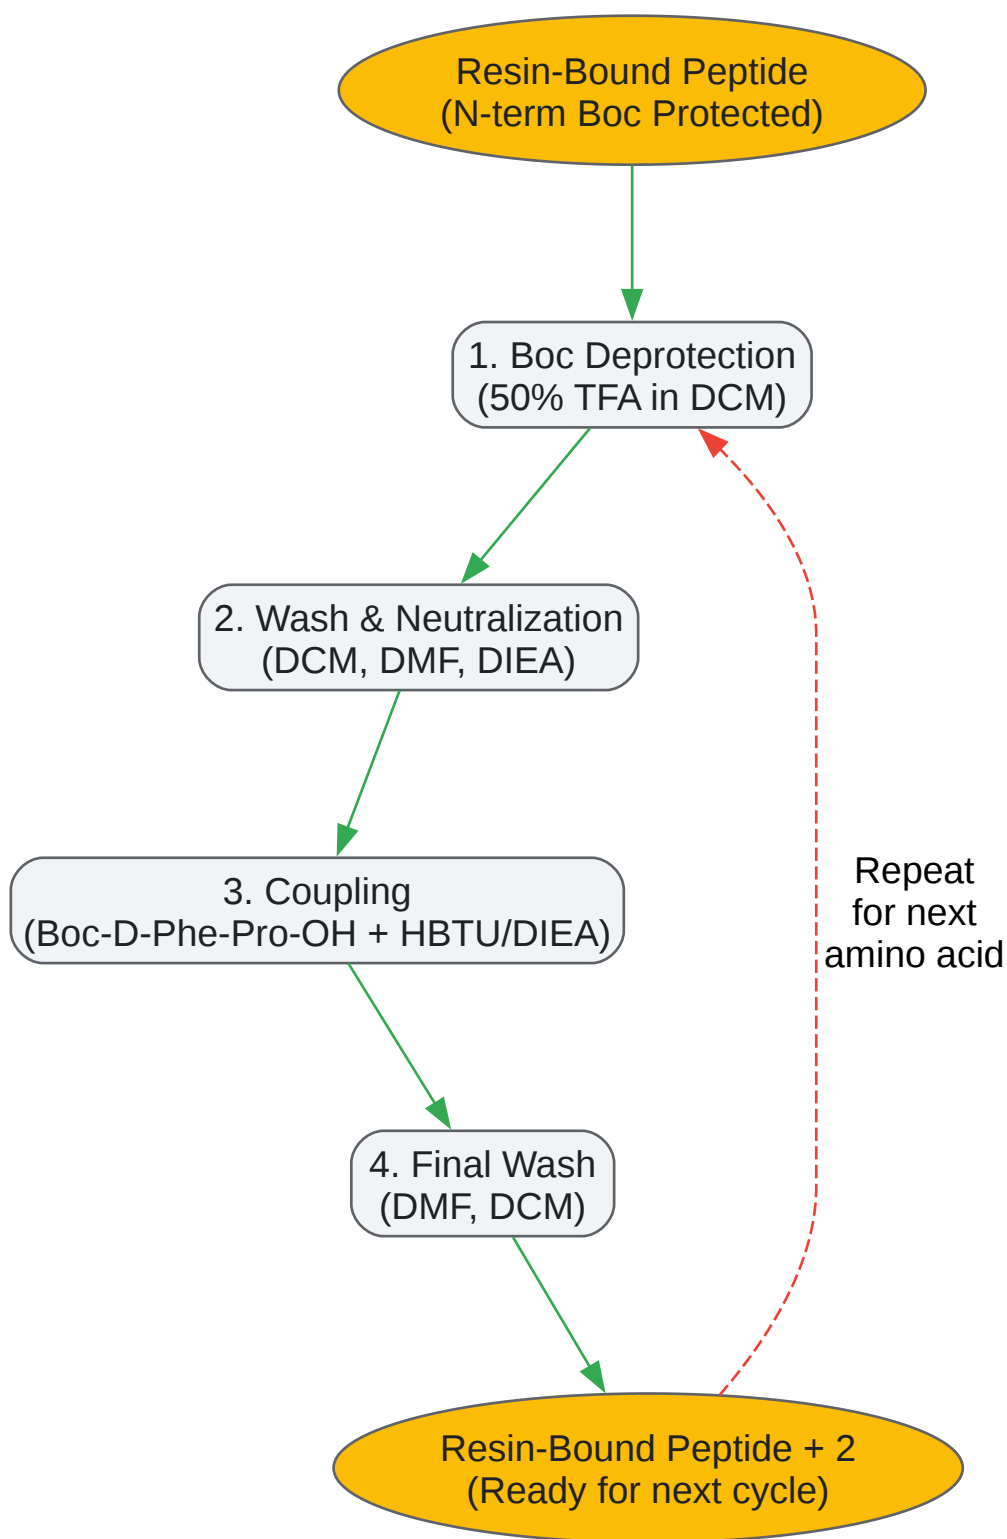 Resin-Bound Peptide
(N-term Boc Protected)
1. Boc Deprotection
(50% TFA in DCM)
2. Wash & Neutralization
(DCM, DMF, DIEA)
3. Coupling
(Boc-D-Phe-Pro-OH + HBTU/DIEA)
Repeat
for next
amino acid
4. Final Wash
(DMF, DCM)
Resin-Bound Peptide + 2
(Ready for next cycle)